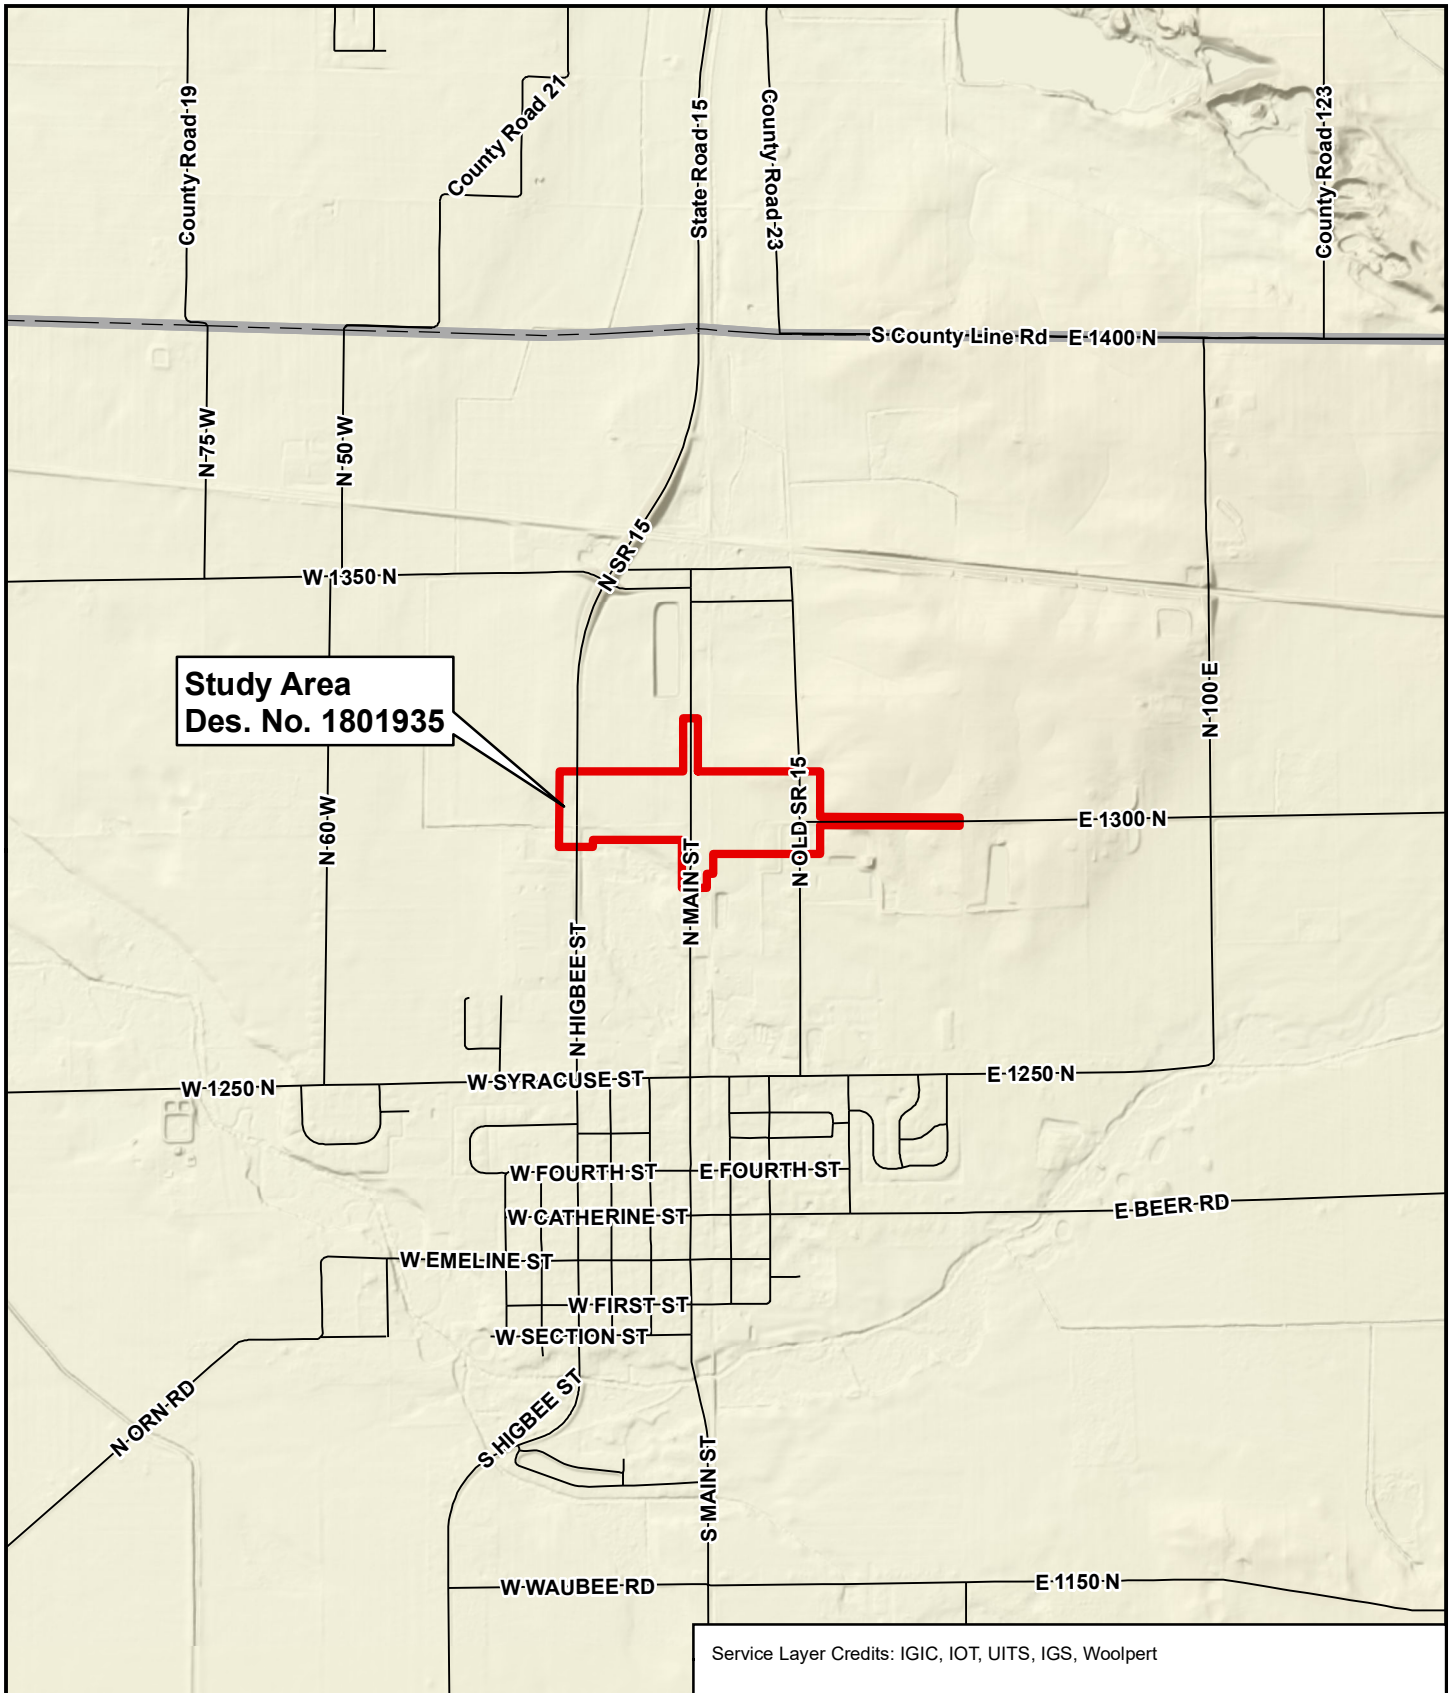 County Road 19
County Road 21
State Road 15
County Road 23
County Road 123
S County Line Rd
E 1400 N
N 75 W
N 50 W
N SR 15
W 1350 N
Study Area
Des. No. 1801935
N 100 E
N OLD SR 15
E 1300 N
N 60 W
N MAIN ST
N HIGBEE ST
W 1250 N
W SYRACUSE ST
E 1250 N
W FOURTH ST
E FOURTH ST
W CATHERINE ST
E BEER RD
W EMELINE ST
W FIRST ST
W SECTION ST
N ORN RD
S HIGBEE ST
S MAIN ST
W WAUBEE RD
E 1150 N
Service Layer Credits: IGIC, IOT, UITS, IGS, Woolpert